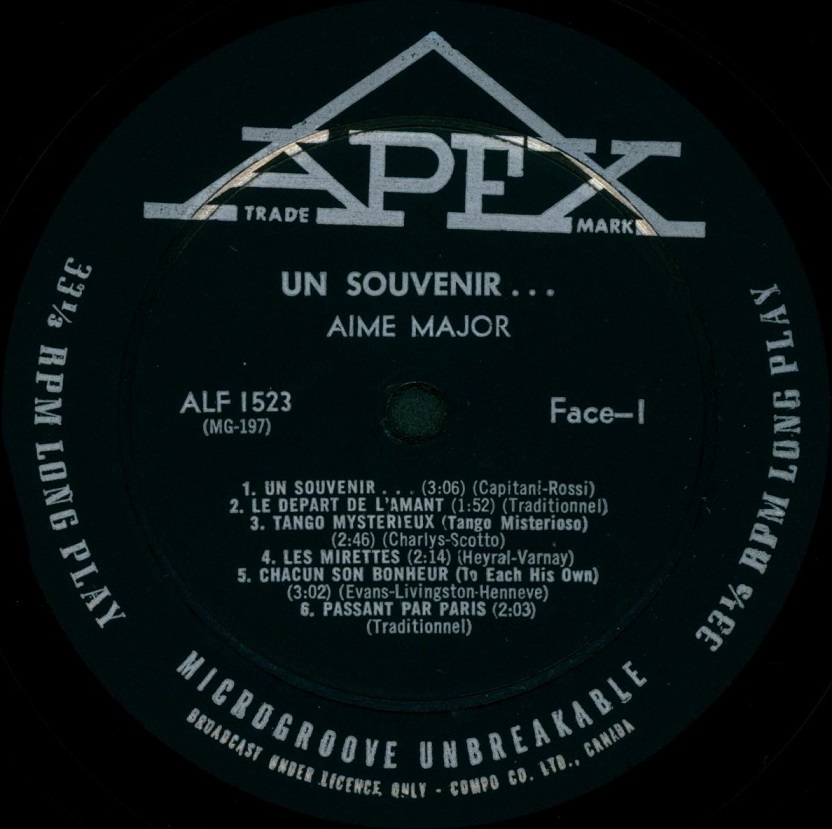 APEX
TRADE MARK
UN SOUVENIR...
AIME MAJOR
ALF 1523
(MG-197)
Face-1
1. UN SOUVENIR... (3:06) (Capitani-Rossi)
2. LE DEPART DE L'AMANT (1:52) (Traditionnel)
3. TANGO MYSTERIEUX (Tango Misterioso)
(2:46) (Charlys-Scotto)
4. LES MIRETTES (2:14) (Heyral-Varnay)
5. CHACUN SON BONHEUR (To Each His Own)
(3:02) (Evans-Livingston-Henneve)
6. PASSANT PAR PARIS (2:03)
(Traditionnel)
33⅓ RPM LONG PLAY
33⅓ RPM LONG PLAY
MICROGROOVE UNBREAKABLE
BROADCAST UNDER LICENCE ONLY - COMPO CO. LTD., CANADA